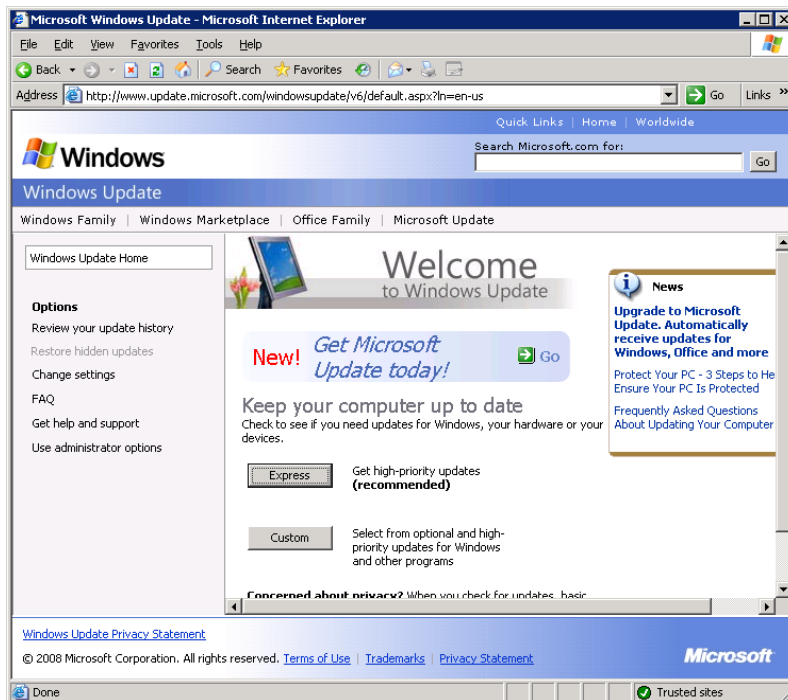 Microsoft Windows Update - Microsoft Internet Explorer
File Edit View Favorites Tools Help
Back Search Favorites
Address http://www.update.microsoft.com/windowsupdate/v6/default.aspx?ln=en-us Go Links »
Quick Links | Home | Worldwide
Windows
Search Microsoft.com for:
Go
Windows Update
Windows Family | Windows Marketplace | Office Family | Microsoft Update
Windows Update Home
Options
Review your update history
Restore hidden updates
Change settings
FAQ
Get help and support
Use administrator options
Welcome
to Windows Update
New! Get Microsoft
Update today!
Go
Keep your computer up to date
Check to see if you need updates for Windows, your hardware or your
devices.
Express
Get high-priority updates
(recommended)
Custom
Select from optional and high-
priority updates for Windows
and other programs
Concerned about privacy? When you check for updates, basic
News
Upgrade to Microsoft
Update. Automatically
receive updates for
Windows, Office and more
Protect Your PC - 3 Steps to He
Ensure Your PC Is Protected
Frequently Asked Questions
About Updating Your Computer
Windows Update Privacy Statement
© 2008 Microsoft Corporation. All rights reserved. Terms of Use | Trademarks | Privacy Statement
Microsoft
Done
Trusted sites